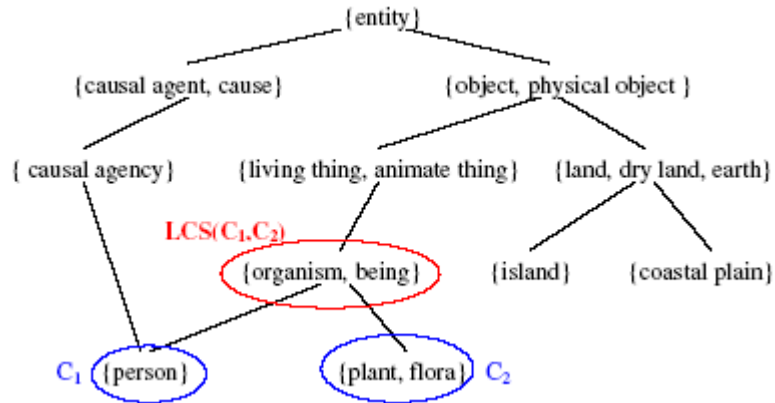 {entity}
{causal agent, cause} {object, physical object }
{ causal agency} {living thing, animate thing} {land, dry land, earth}
LCS(C₁,C₂)
{organism, being} {island} {coastal plain}
C₁ {person} {plant, flora} C₂